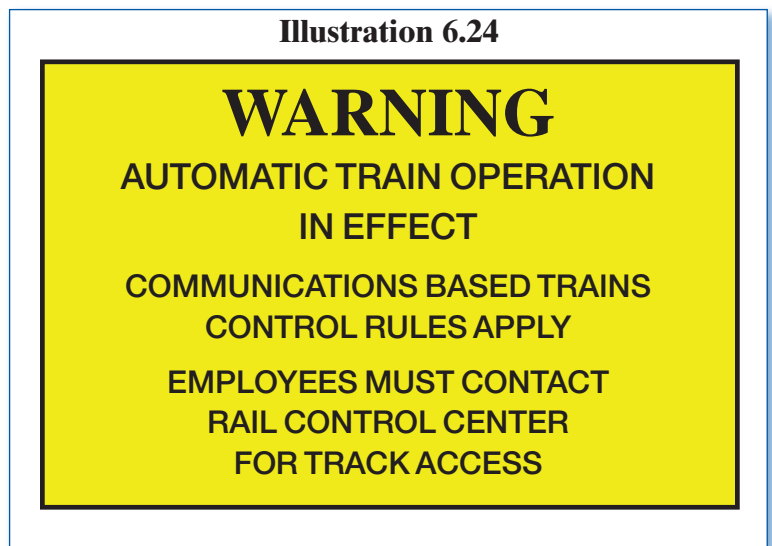 Illustration 6.24
WARNING
AUTOMATIC TRAIN OPERATION
IN EFFECT
COMMUNICATIONS BASED TRAINS
CONTROL RULES APPLY
EMPLOYEES MUST CONTACT
RAIL CONTROL CENTER
FOR TRACK ACCESS